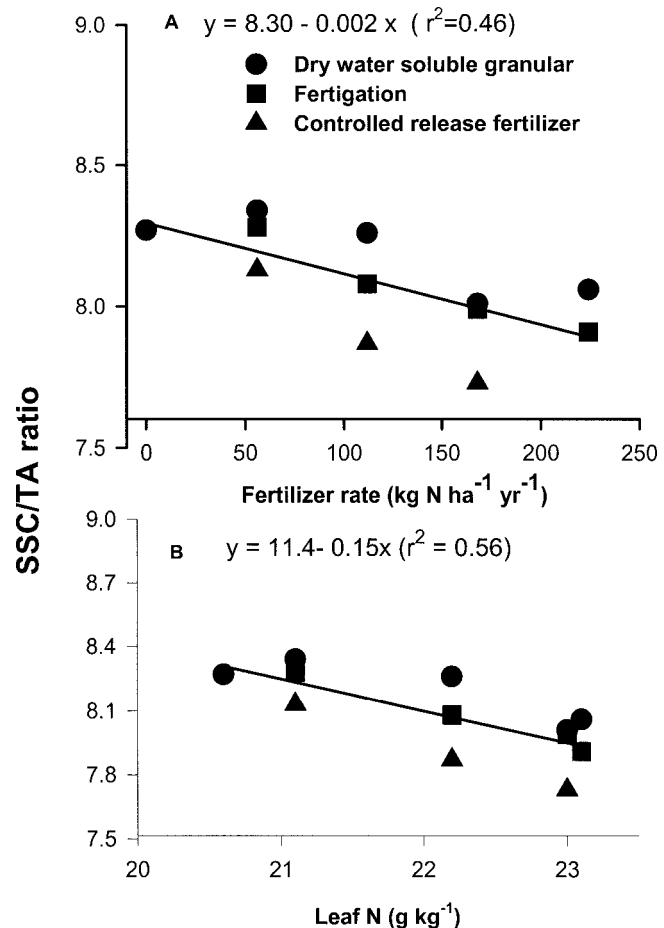 A y = 8.30 - 0.002 x ( r²=0.46)
Dry water soluble granular
Fertigation
Controlled release fertilizer
9.0
8.5
8.0
7.5
0 50 100 150 200 250
Fertilizer rate (kg N ha⁻¹ yr⁻¹)
SSC/TA ratio
B y = 11.4- 0.15x (r² = 0.56)
9.0
8.7
8.4
8.1
7.8
7.5
20 21 22 23
Leaf N (g kg⁻¹)